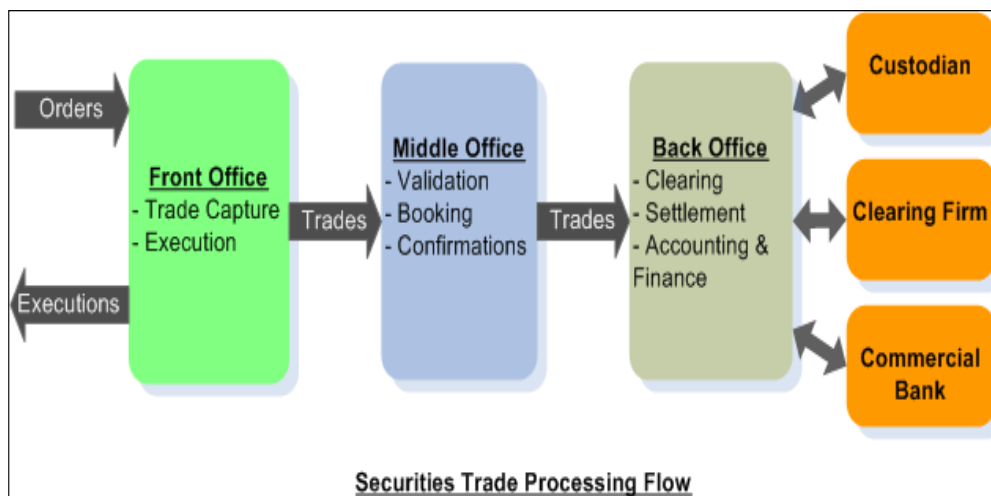 Orders
Executions
Front Office
- Trade Capture
- Execution
Trades
Middle Office
- Validation
- Booking
- Confirmations
Trades
Back Office
- Clearing
- Settlement
- Accounting &
Finance
Custodian
Clearing Firm
Commercial
Bank
Securities Trade Processing Flow